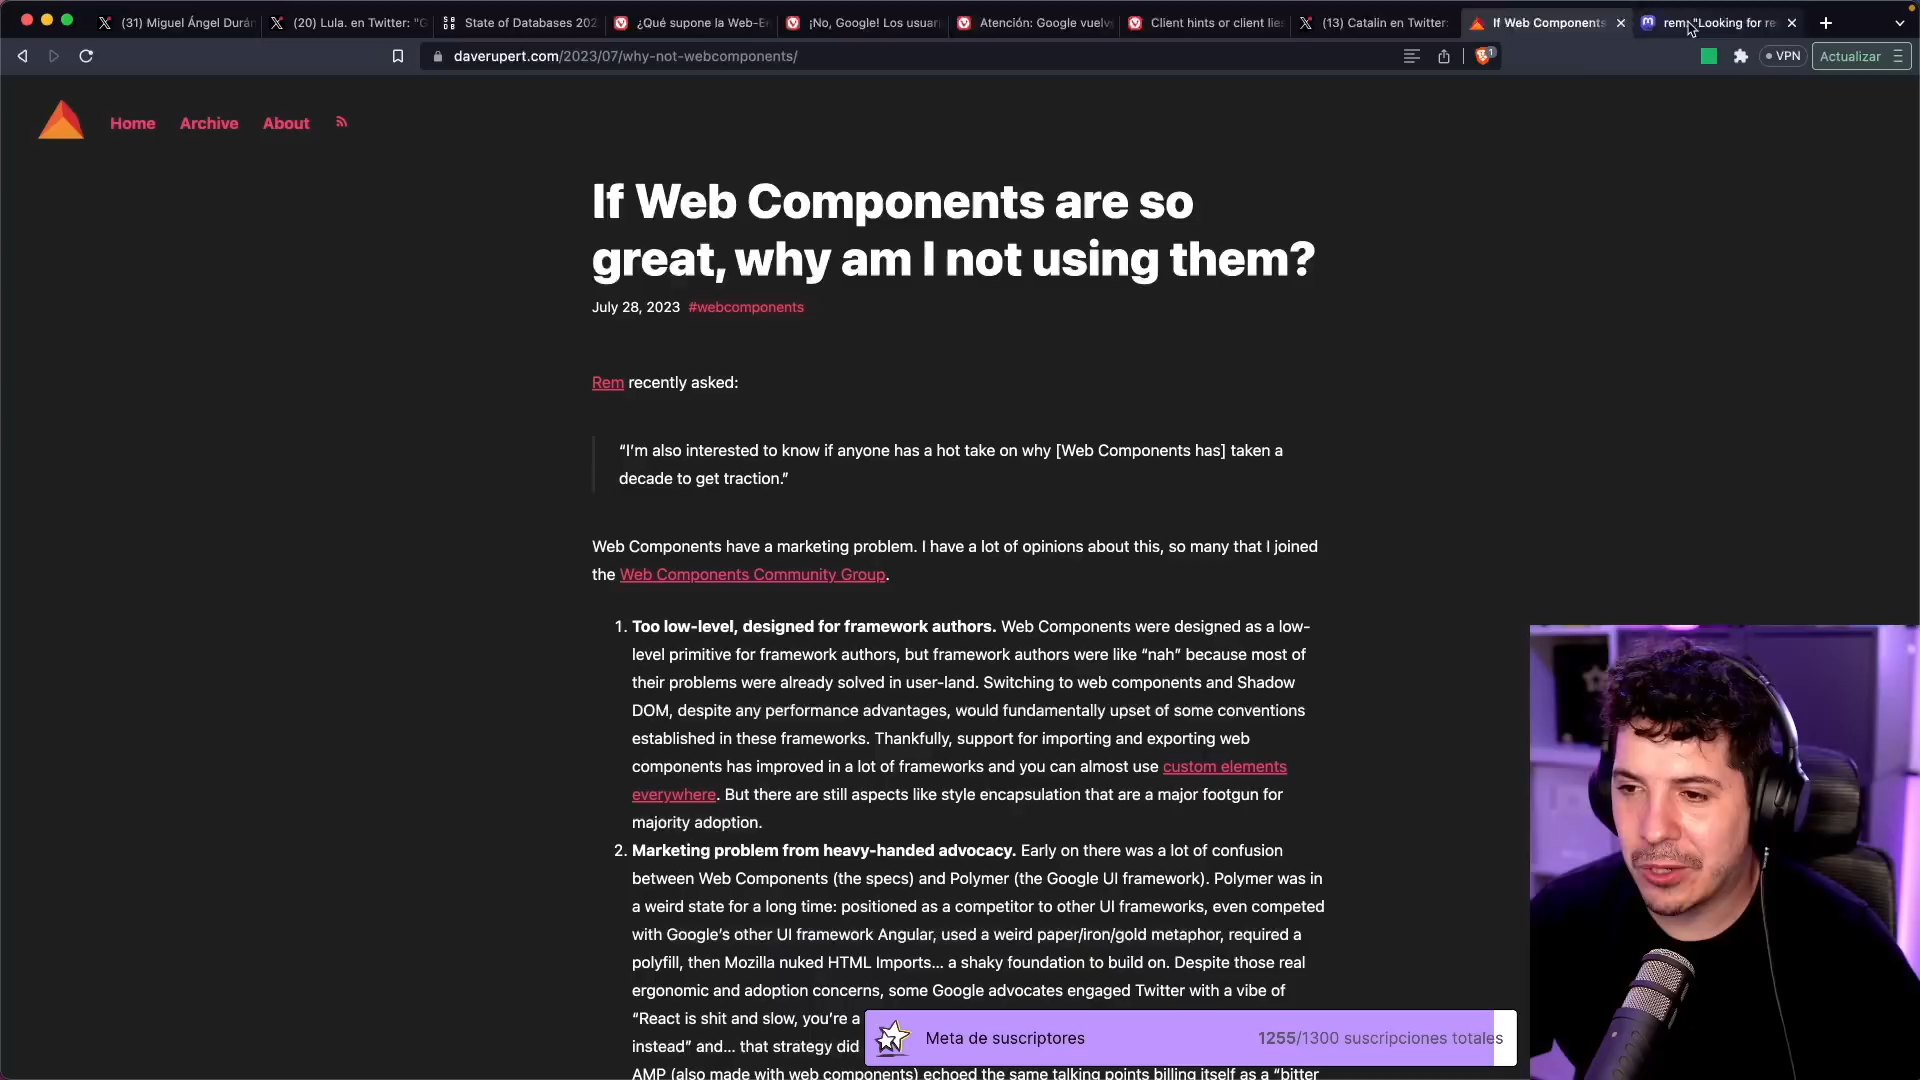 (31) Miguel Ángel Durán
(20) Lula. en Twitter: "G
State of Databases 202
¿Qué supone la Web-En
¡No, Google! Los usuari
Atención: Google vuelve
Client hints or client lies
(13) Catalin en Twitter:
If Web Components
rem: "Looking for re
daverupert.com/2023/07/why-not-webcomponents/
1
VPN
Actualizar
Home
Archive
About
If Web Components are so
great, why am I not using them?
July 28, 2023 #webcomponents
Rem recently asked:
“I’m also interested to know if anyone has a hot take on why [Web Components has] taken a
decade to get traction.”
Web Components have a marketing problem. I have a lot of opinions about this, so many that I joined
the Web Components Community Group.
1. Too low-level, designed for framework authors. Web Components were designed as a low-
level primitive for framework authors, but framework authors were like “nah” because most of
their problems were already solved in user-land. Switching to web components and Shadow
DOM, despite any performance advantages, would fundamentally upset of some conventions
established in these frameworks. Thankfully, support for importing and exporting web
components has improved in a lot of frameworks and you can almost use custom elements
everywhere. But there are still aspects like style encapsulation that are a major footgun for
majority adoption.
2. Marketing problem from heavy-handed advocacy. Early on there was a lot of confusion
between Web Components (the specs) and Polymer (the Google UI framework). Polymer was in
a weird state for a long time: positioned as a competitor to other UI frameworks, even competed
with Google’s other UI framework Angular, used a weird paper/iron/gold metaphor, required a
polyfill, then Mozilla nuked HTML Imports... a shaky foundation to build on. Despite those real
ergonomic and adoption concerns, some Google advocates engaged Twitter with a vibe of
“React is shit and slow, you’re a
instead” and... that strategy did
AMP (also made with web components) echoed the same talking points billing itself as a “bitter
Meta de suscriptores
1255/1300 suscripciones totales